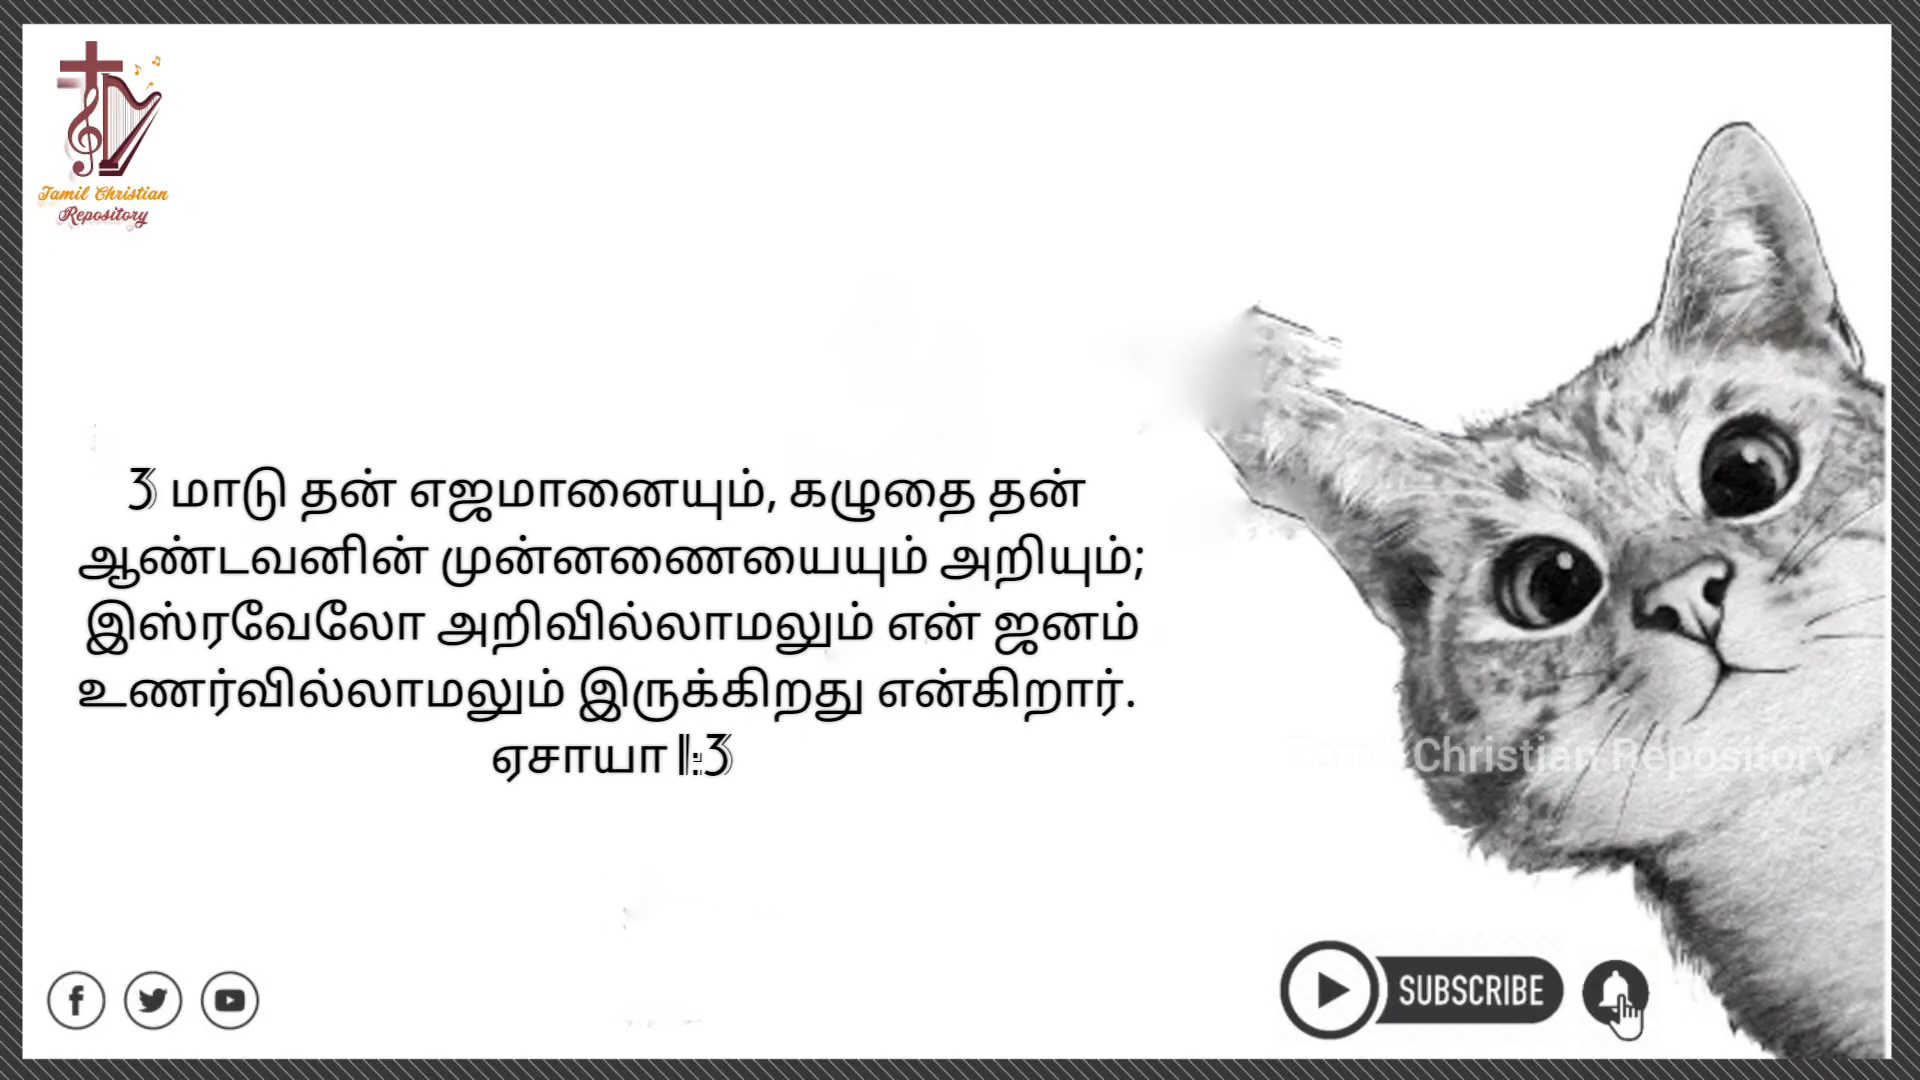 Tamil Christian
Repository
3 மாடு தன் எஜமானையும், கழுதை தன்
ஆண்டவனின் முன்னணையையும் அறியும்;
இஸ்ரவேலோ அறிவில்லாமலும் என் ஜனம்
உணர்வில்லாமலும் இருக்கிறது என்கிறார்.
ஏசாயா 1:3
Tamil Christian Repository
SUBSCRIBE